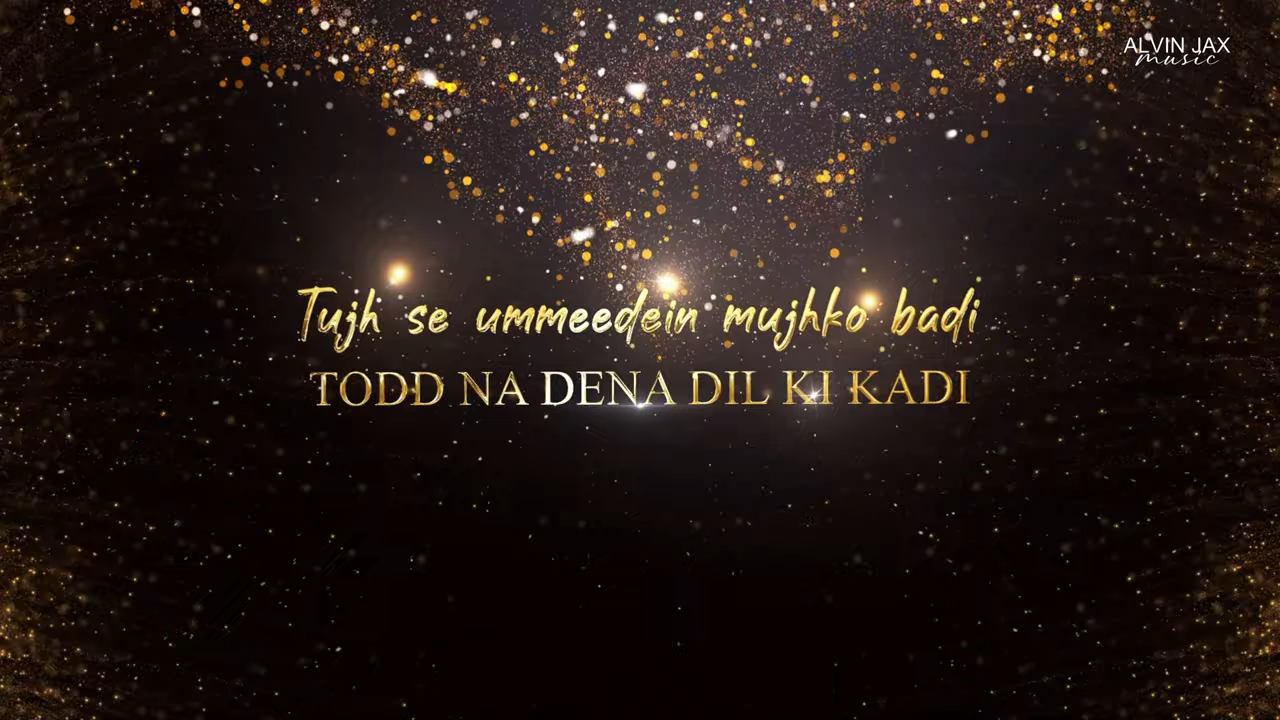 ALVIN JAX
music
Tujh se ummeedein mujhko badi
TODD NA DENA DIL KI KADI